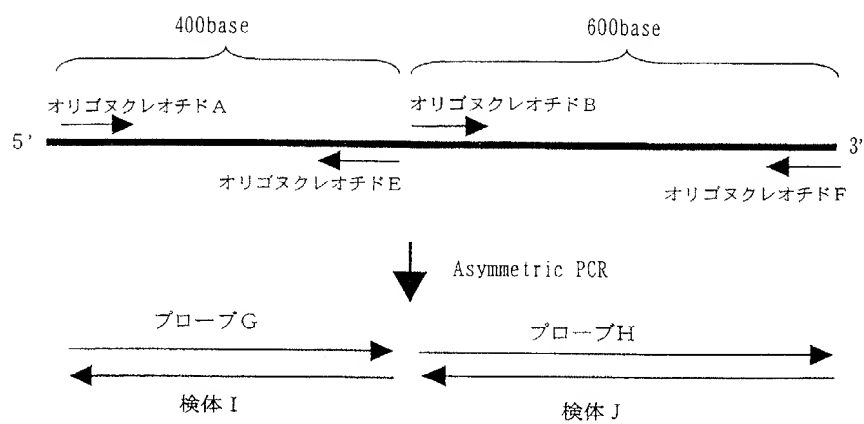 400base
600base
オリゴヌクレオチドA
オリゴヌクレオチドB
5'
3'
オリゴヌクレオチドE
オリゴヌクレオチドF
Asymmetric PCR
プローブG
プローブH
検体I
検体J